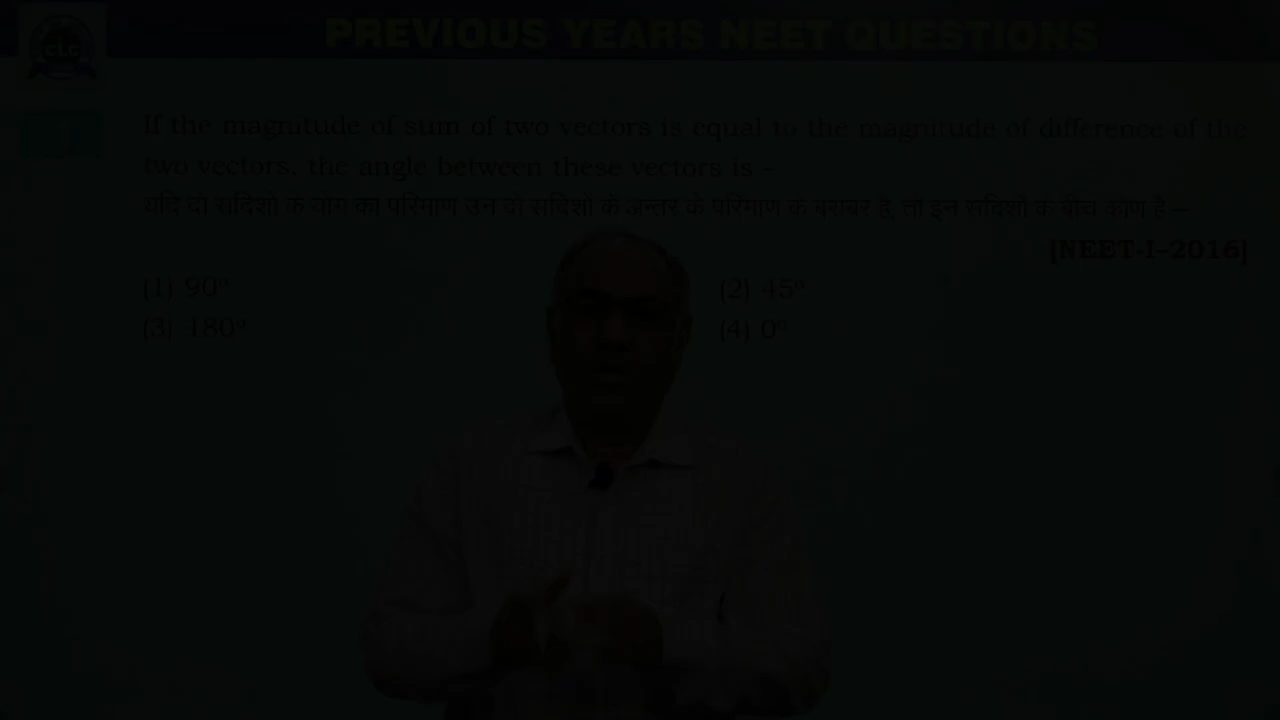 PREVIOUS YEARS NEET QUESTIONS
CLC
1
If the magnitude of sum of two vectors is equal to the magnitude of difference of the
two vectors, the angle between these vectors is -
यदि दो सदिशों के योग का परिमाण उन दो सदिशों के अन्तर के परिमाण के बराबर है, तो इन सदिशों के बीच कोण है –
[NEET-I-2016]
(1) 90° (2) 45°
(3) 180° (4) 0°